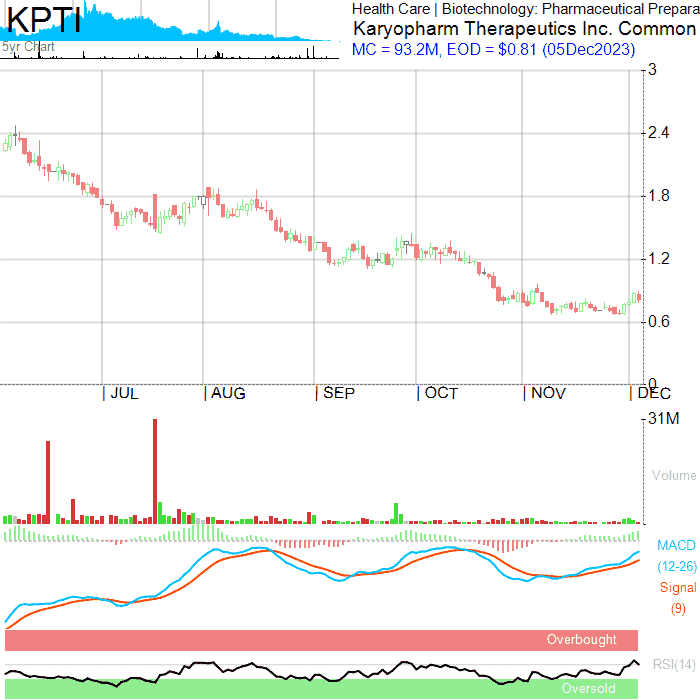 KPTI
5yr Chart
Health Care | Biotechnology: Pharmaceutical Prepara
Karyopharm Therapeutics Inc. Common
MC = 93.2M, EOD = $0.81 (05Dec2023)
3
2.4
1.8
1.2
0.6
0
| JUL | AUG | SEP | OCT | NOV | DEC
31M
Volume
MACD
(12-26)
Signal
(9)
Overbought
RSI(14)
Oversold